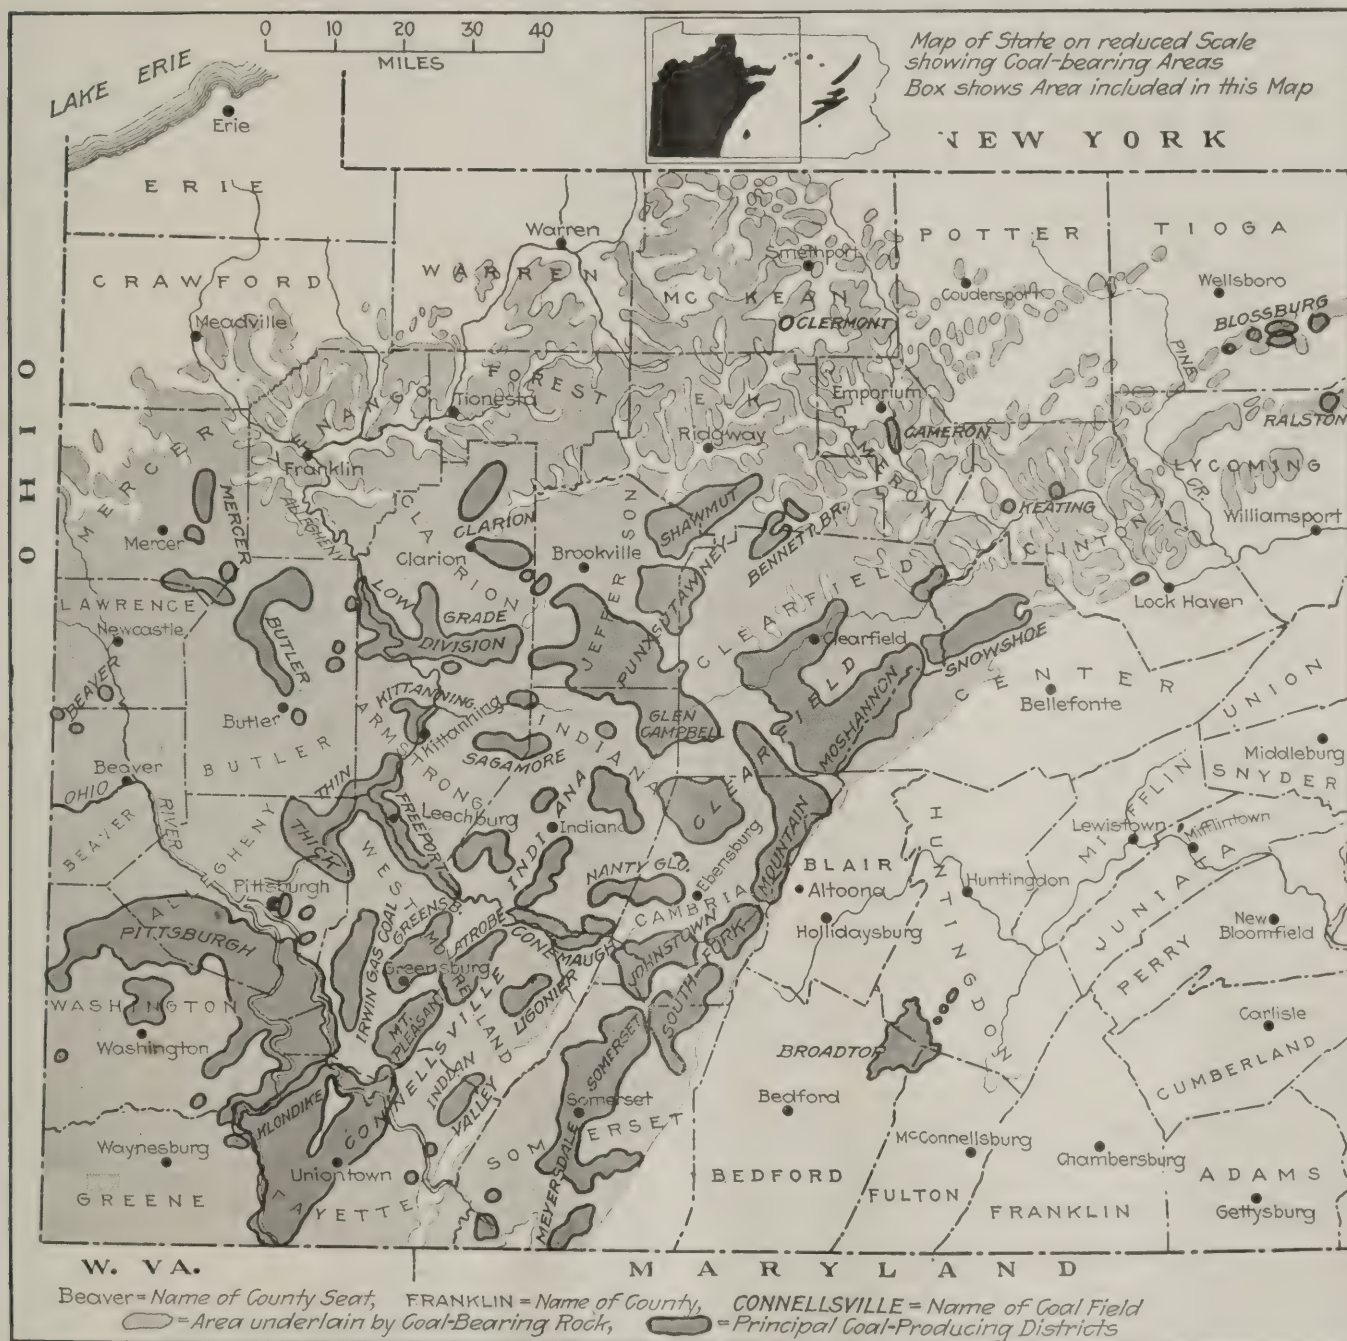 0 10 20 30 40
MILES
Map of State on reduced Scale
showing Coal-bearing Areas
Box shows Area included in this Map
LAKE ERIE
Erie
NEW YORK
ERIE
Warren
POTTER
TIOGA
CRAWFORD
WARREN
Smethport
Coudersport
Wellsboro
MC KEAN
Meadville
CLERMONT
BLOSSBURG
PINE
CR.
OHIO
VENANGO
FOREST
Tionesta
ELK
Emporium
CAMERON
CAMERON
RALSTON
MERCER
Franklin
Ridgway
LYCOMING
MERCER
ALLEGHENY
CLARION
CLARION
JEFFERSON
SHAWMUT
KEATING
Williamsport
Mercer
Clarion
Brookville
BENNETT BR.
CLINTON
LAWRENCE
LOW
GRADE
DIVISION
PUNXSUTAWNEY
CLEARFIELD
Lock Haven
Newcastle
BUTLER
Clearfield
SNOWSHOE
BEAVER
KITTANNING
CENTER
UNION
Butler
Kittanning
INDIANA
GLEN
CAMPBELL
CLEARFIELD
MOSHANNON
Bellefonte
BUTLER
ARMSTRONG
SAGAMORE
Middleburg
Beaver
SNYDER
OHIO
RIVER
THIN
THICK
FREEPORT
Leechburg
INDIANA
Indiana
MOUNTAIN
HUNTINGDON
MIFFLIN
Lewistown
Mifflintown
BEAVER
ALLEGHENY
WESTMORELAND
NANTY GLO.
Ebensburg
BLAIR
Altoona
Huntingdon
JUNIATA
Pittsburgh
CAMBRIA
PERRY
New
Bloomfield
PITTSBURGH
IRWIN GAS COAL
GREENSB.
LATROBE
CONEMAUGH
JOHNSTOWN
SOUTH FORK
Hollidaysburg
Greensburg
WASHINGTON
MT.
PLEASANT
LIGONIER
Washington
CONNELLSVILLE
SOMERSET
BROADTOP
Carlisle
CUMBERLAND
INDIAN
VALLEY
KLONDIKE
Somerset
Bedford
Waynesburg
SOMERSET
McConnellsburg
Chambersburg
Uniontown
MEYERSDALE
BEDFORD
ADAMS
GREENE
FAYETTE
FULTON
FRANKLIN
Gettysburg
W. VA.
MARYLAND
Beaver = Name of County Seat, FRANKLIN = Name of County, CONNELLSVILLE = Name of Coal Field
= Area underlain by Coal-Bearing Rock, = Principal Coal-Producing Districts